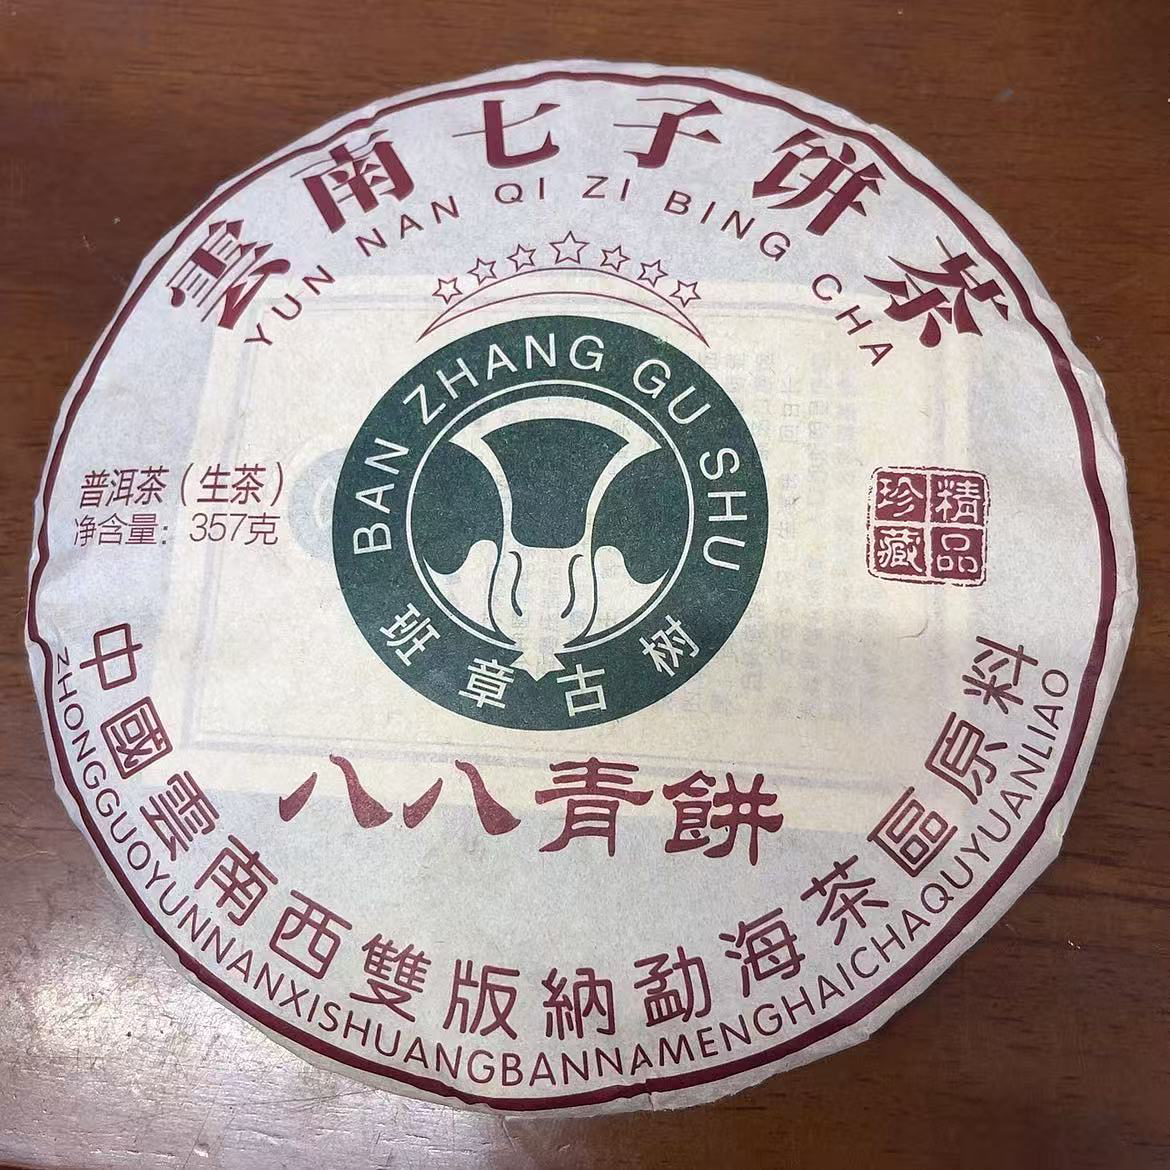 雲南七子饼茶
YUN NAN QI ZI BING CHA
BAN ZHANG GU SHU
班章古树
普洱茶（生茶）
净含量：357克
精品
珍藏
八八青餅
中國雲南西雙版納勐海茶區原料
ZHONGGUOYUNNANXISHUANGBANNAMENGHAICHAQUYUANLIAO